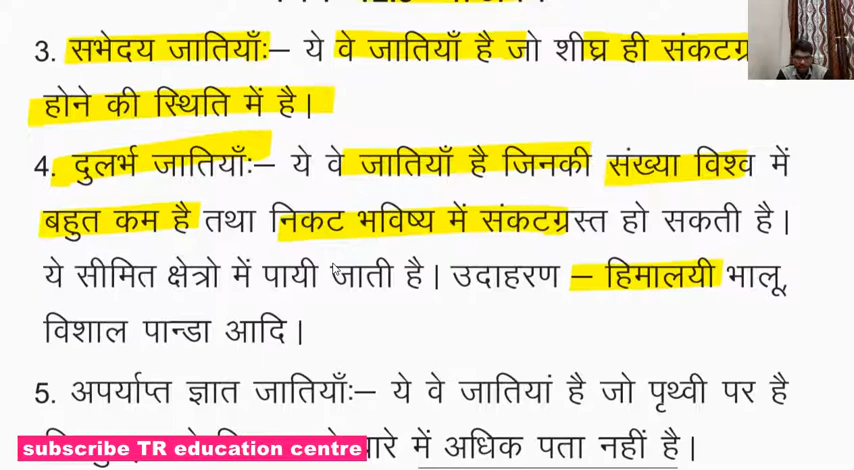 3. सभेदय जातियाँः– ये वे जातियाँ है जो शीघ्र ही संकटग्र
होने की स्थिति में है।
4. दुलर्भ जातियाँः– ये वे जातियाँ है जिनकी संख्या विश्व में
बहुत कम है तथा निकट भविष्य में संकटग्रस्त हो सकती है।
ये सीमित क्षेत्रो में पायी जाती है। उदाहरण – हिमालयी भालू,
विशाल पान्डा आदि।
5. अपर्याप्त ज्ञात जातियाँः– ये वे जातियां है जो पृथ्वी पर है
में अधिक पता नहीं है।
subscribe TR education centre